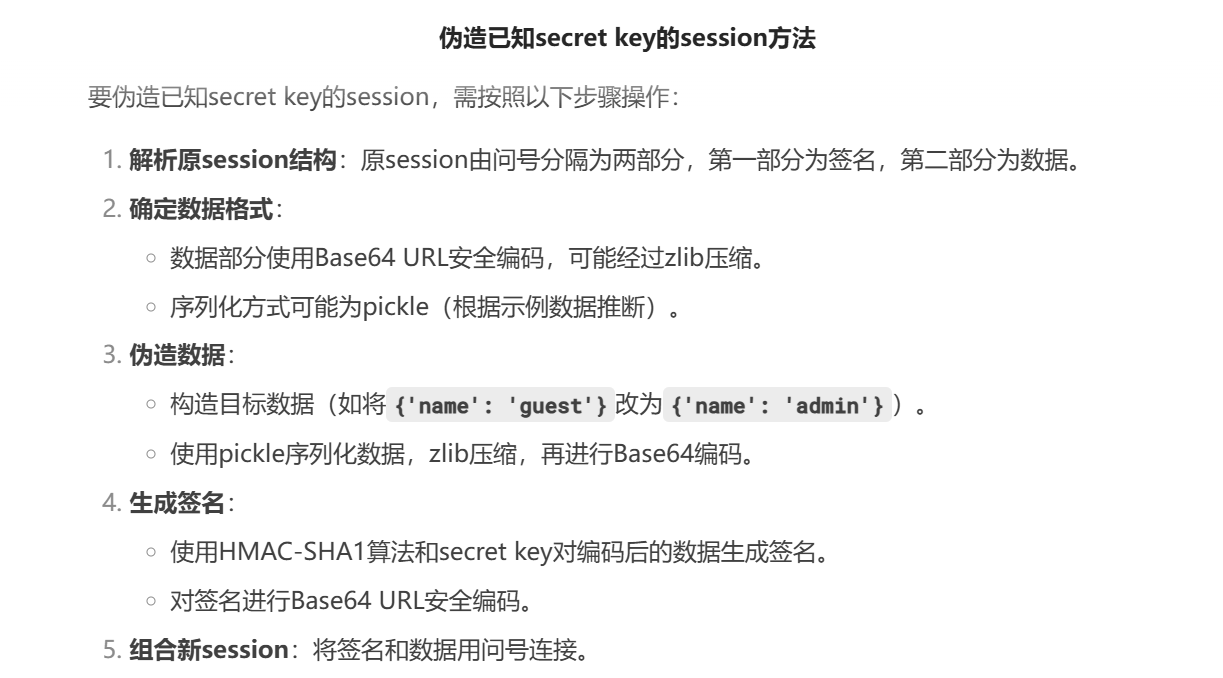 伪造已知secret key的session方法
要伪造已知secret key的session，需按照以下步骤操作：
1. 解析原session结构：原session由问号分隔为两部分，第一部分为签名，第二部分为数据。
2. 确定数据格式：
○ 数据部分使用Base64 URL安全编码，可能经过zlib压缩。
○ 序列化方式可能为pickle（根据示例数据推断）。
3. 伪造数据：
○ 构造目标数据（如将{'name': 'guest'}改为{'name': 'admin'}）。
○ 使用pickle序列化数据，zlib压缩，再进行Base64编码。
4. 生成签名：
○ 使用HMAC-SHA1算法和secret key对编码后的数据生成签名。
○ 对签名进行Base64 URL安全编码。
5. 组合新session：将签名和数据用问号连接。